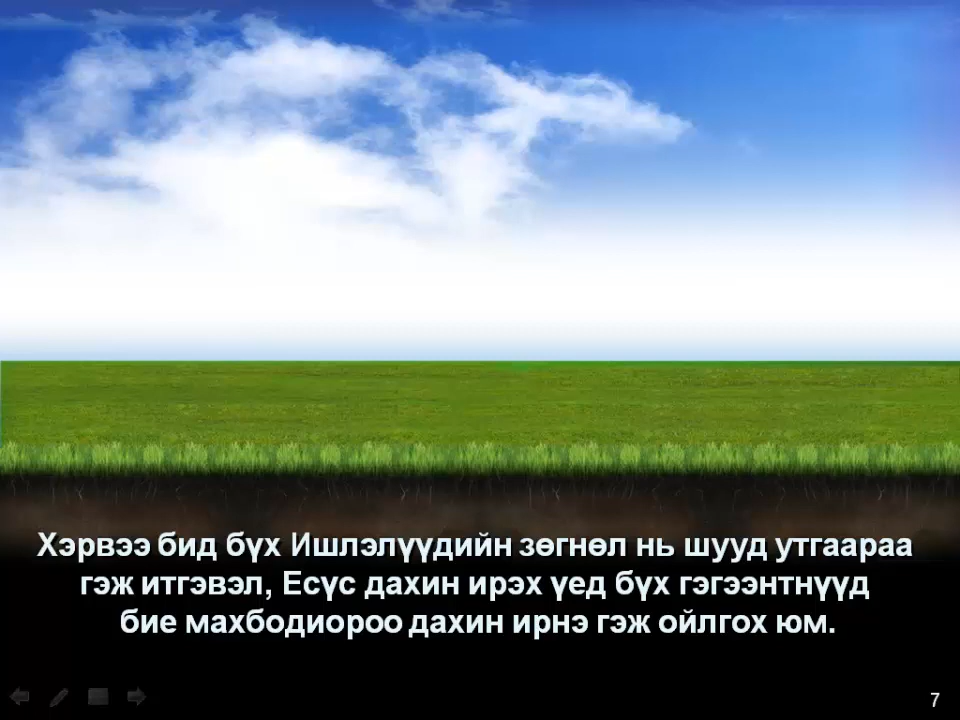 Хэрвээ бид бүх Ишлэлүүдийн зөгнөл нь шууд утгаараа
гэж итгэвэл, Есүс дахин ирэх үед бүх гэгээнтнүүд
бие махбодиороо дахин ирнэ гэж ойлгох юм.
7